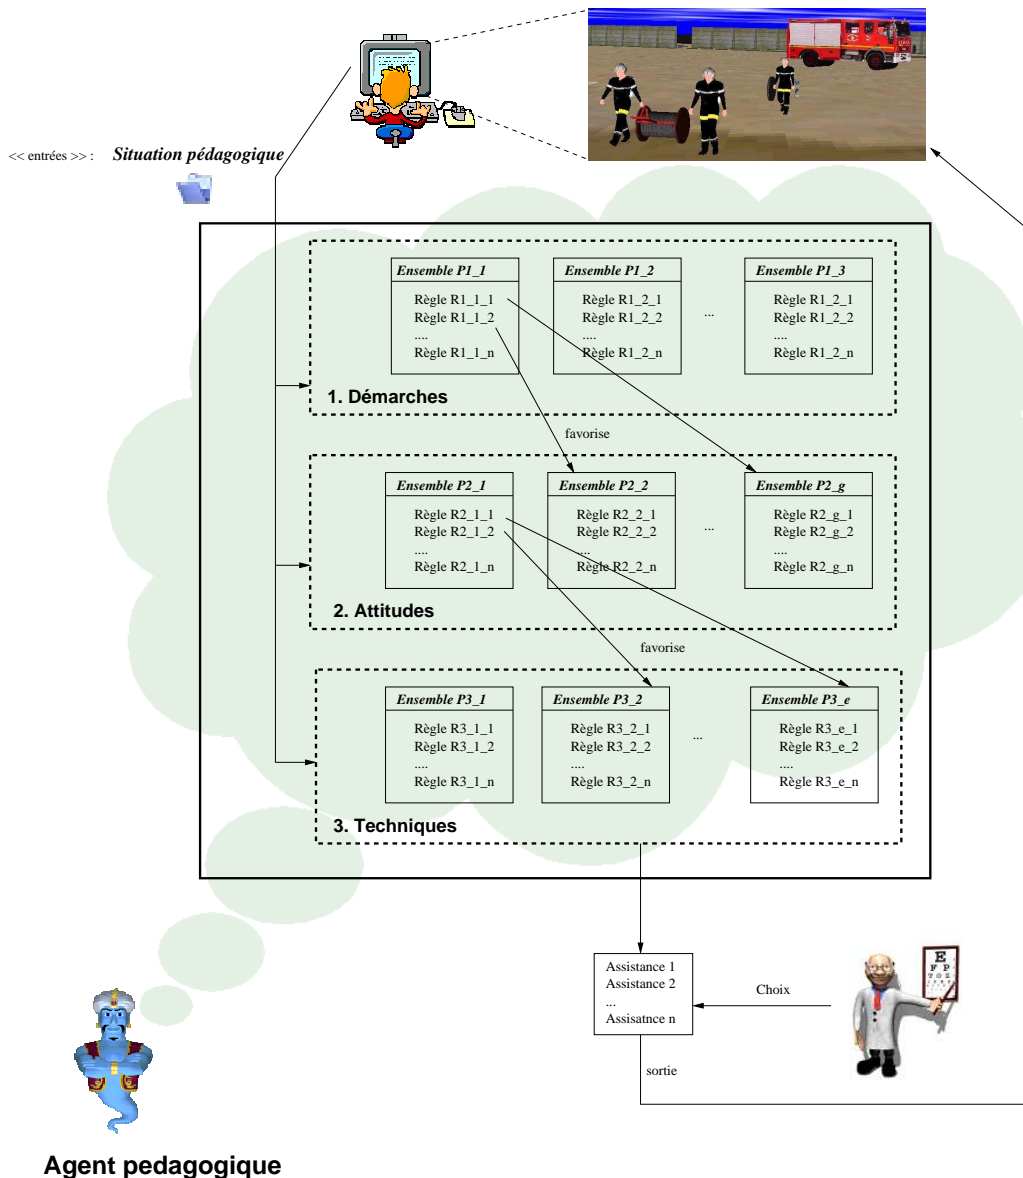 << entrées >> : Situation pédagogique
Ensemble P1_1
Règle R1_1_1
Règle R1_1_2
....
Règle R1_1_n
Ensemble P1_2
Règle R1_2_1
Règle R1_2_2
....
Règle R1_2_n
...
Ensemble P1_3
Règle R1_2_1
Règle R1_2_2
....
Règle R1_2_n
1. Démarches
favorise
Ensemble P2_1
Règle R2_1_1
Règle R2_1_2
....
Règle R2_1_n
Ensemble P2_2
Règle R2_2_1
Règle R2_2_2
....
Règle R2_2_n
...
Ensemble P2_g
Règle R2_g_1
Règle R2_g_2
....
Règle R2_g_n
2. Attitudes
favorise
Ensemble P3_1
Règle R3_1_1
Règle R3_1_2
....
Règle R3_1_n
Ensemble P3_2
Règle R3_2_1
Règle R3_2_2
....
Règle R3_2_n
...
Ensemble P3_e
Règle R3_e_1
Règle R3_e_2
....
Règle R3_e_n
3. Techniques
Assistance 1
Assistance 2
...
Assisatnce n
Choix
E
F P
T O Z
sortie
Agent pedagogique